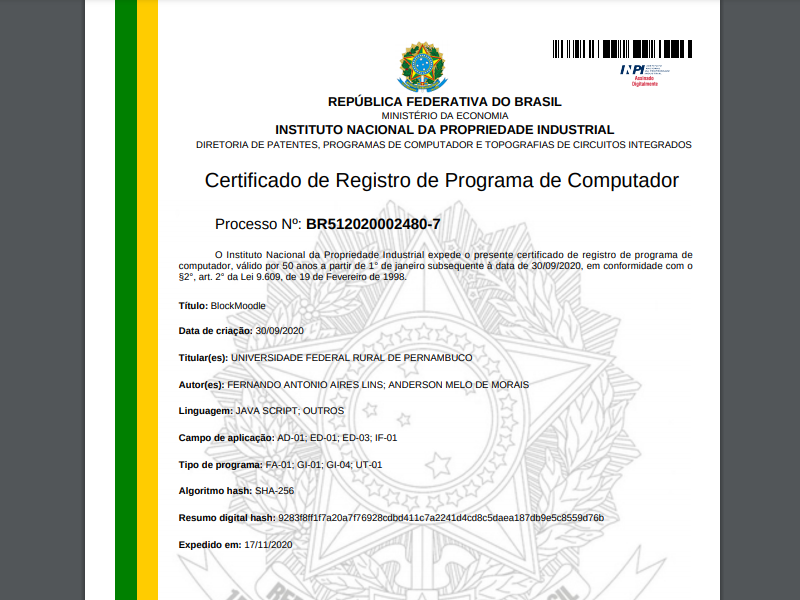 INPI
Assinado
Digitalmente
REPÚBLICA FEDERATIVA DO BRASIL
MINISTÉRIO DA ECONOMIA
INSTITUTO NACIONAL DA PROPRIEDADE INDUSTRIAL
DIRETORIA DE PATENTES, PROGRAMAS DE COMPUTADOR E TOPOGRAFIAS DE CIRCUITOS INTEGRADOS
Certificado de Registro de Programa de Computador
Processo Nº: BR512020002480-7
O Instituto Nacional da Propriedade Industrial expede o presente certificado de registro de programa de
computador, válido por 50 anos a partir de 1° de janeiro subsequente à data de 30/09/2020, em conformidade com o
§2°, art. 2° da Lei 9.609, de 19 de Fevereiro de 1998.
Título: BlockMoodle
Data de criação: 30/09/2020
Titular(es): UNIVERSIDADE FEDERAL RURAL DE PERNAMBUCO
Autor(es): FERNANDO ANTONIO AIRES LINS; ANDERSON MELO DE MORAIS
Linguagem: JAVA SCRIPT; OUTROS
Campo de aplicação: AD-01; ED-01; ED-03; IF-01
Tipo de programa: FA-01; GI-01; GI-04; UT-01
Algoritmo hash: SHA-256
Resumo digital hash: 9283f8ff1f7a20a7f76928cdbd411c7a2241d4cd8c5daea187db9e5c8559d76b
Expedido em: 17/11/2020